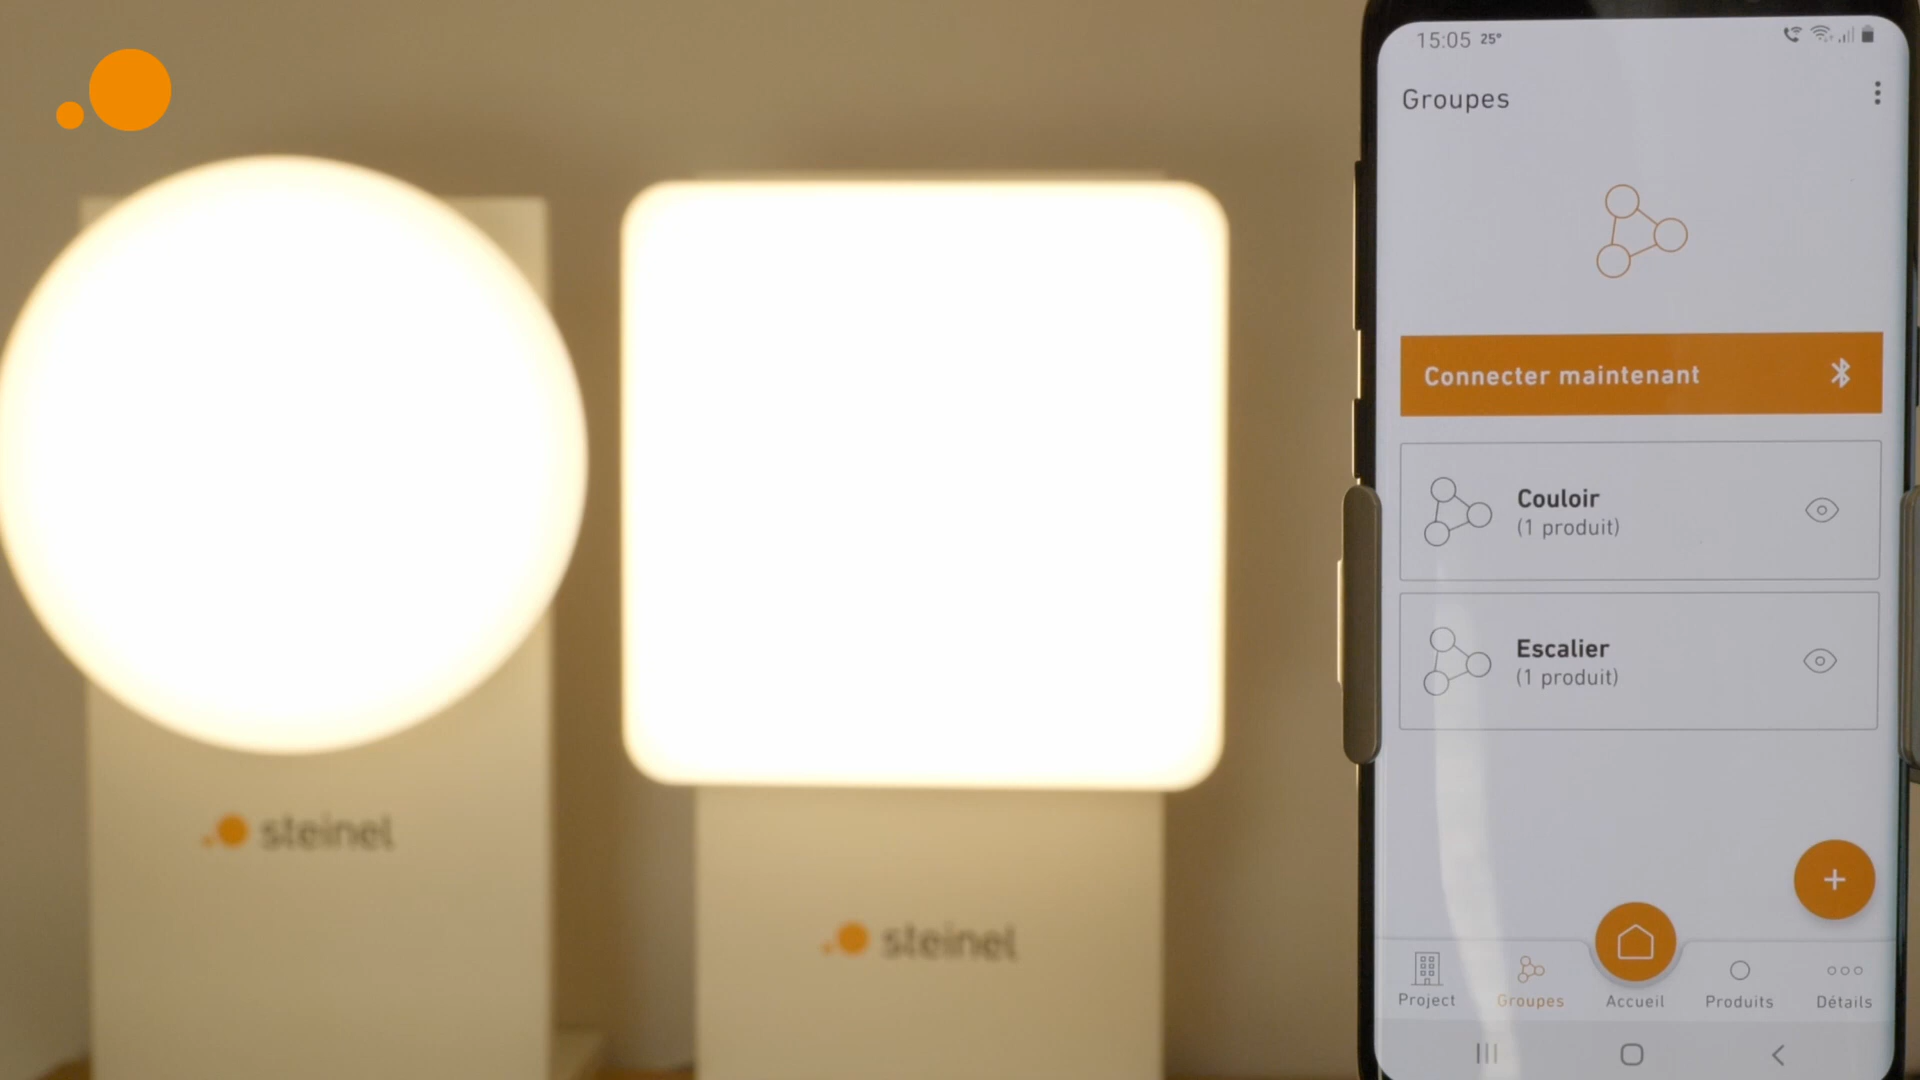 steinel
steinel
15:05 25°
Groupes
Connecter maintenant
Couloir
(1 produit)
Escalier
(1 produit)
Project
Groupes
Accueil
Produits
Détails